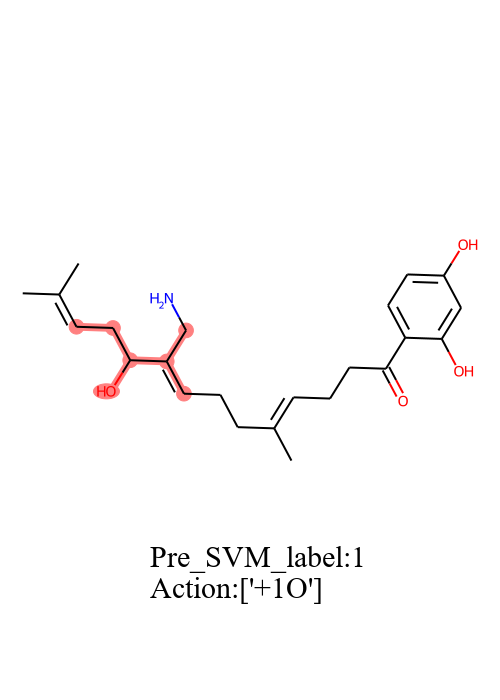 OH
H2N
HO
OH
O
Pre_SVM_label:1
Action:['+1O']